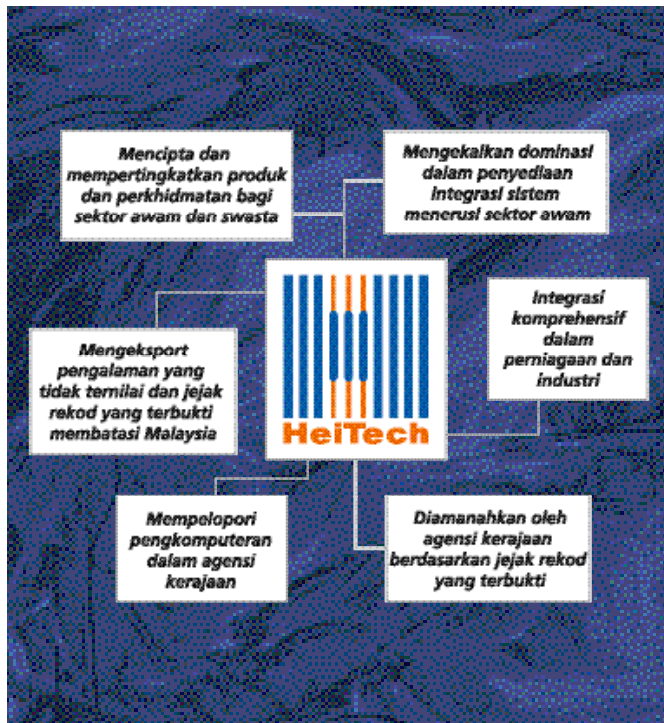 Mencipta dan
mempertingkatkan produk
dan perkhidmatan bagi
sektor awam dan swasta
Mengekalkan dominasi
dalam penyediaan
integrasi sistem
menerusi sektor awam
Integrasi
komprehensif
dalam
perniagaan dan
industri
Mengeksport
pengalaman yang
tidak ternilai dan jejak
rekod yang terbukti
membatasi Malaysia
HeiTech
Mempelopori
pengkomputeran
dalam agensi
kerajaan
Diamanahkan oleh
agensi kerajaan
berdasarkan jejak rekod
yang terbukti